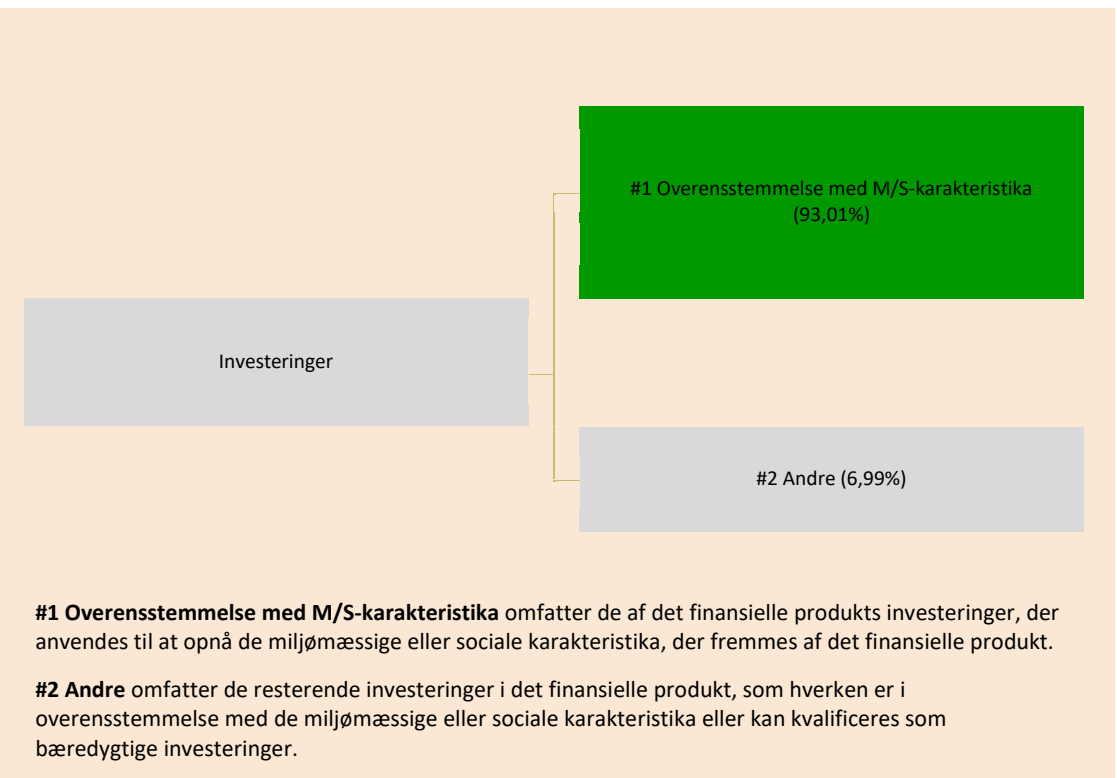 #1 Overensstemmelse med M/S-karakteristika
(93,01%)
Investeringer
#2 Andre (6,99%)
#1 Overensstemmelse med M/S-karakteristika omfatter de af det finansielle produkts investeringer, der
anvendes til at opnå de miljømæssige eller sociale karakteristika, der fremmes af det finansielle produkt.
#2 Andre omfatter de resterende investeringer i det finansielle produkt, som hverken er i
overensstemmelse med de miljømæssige eller sociale karakteristika eller kan kvalificeres som
bæredygtige investeringer.